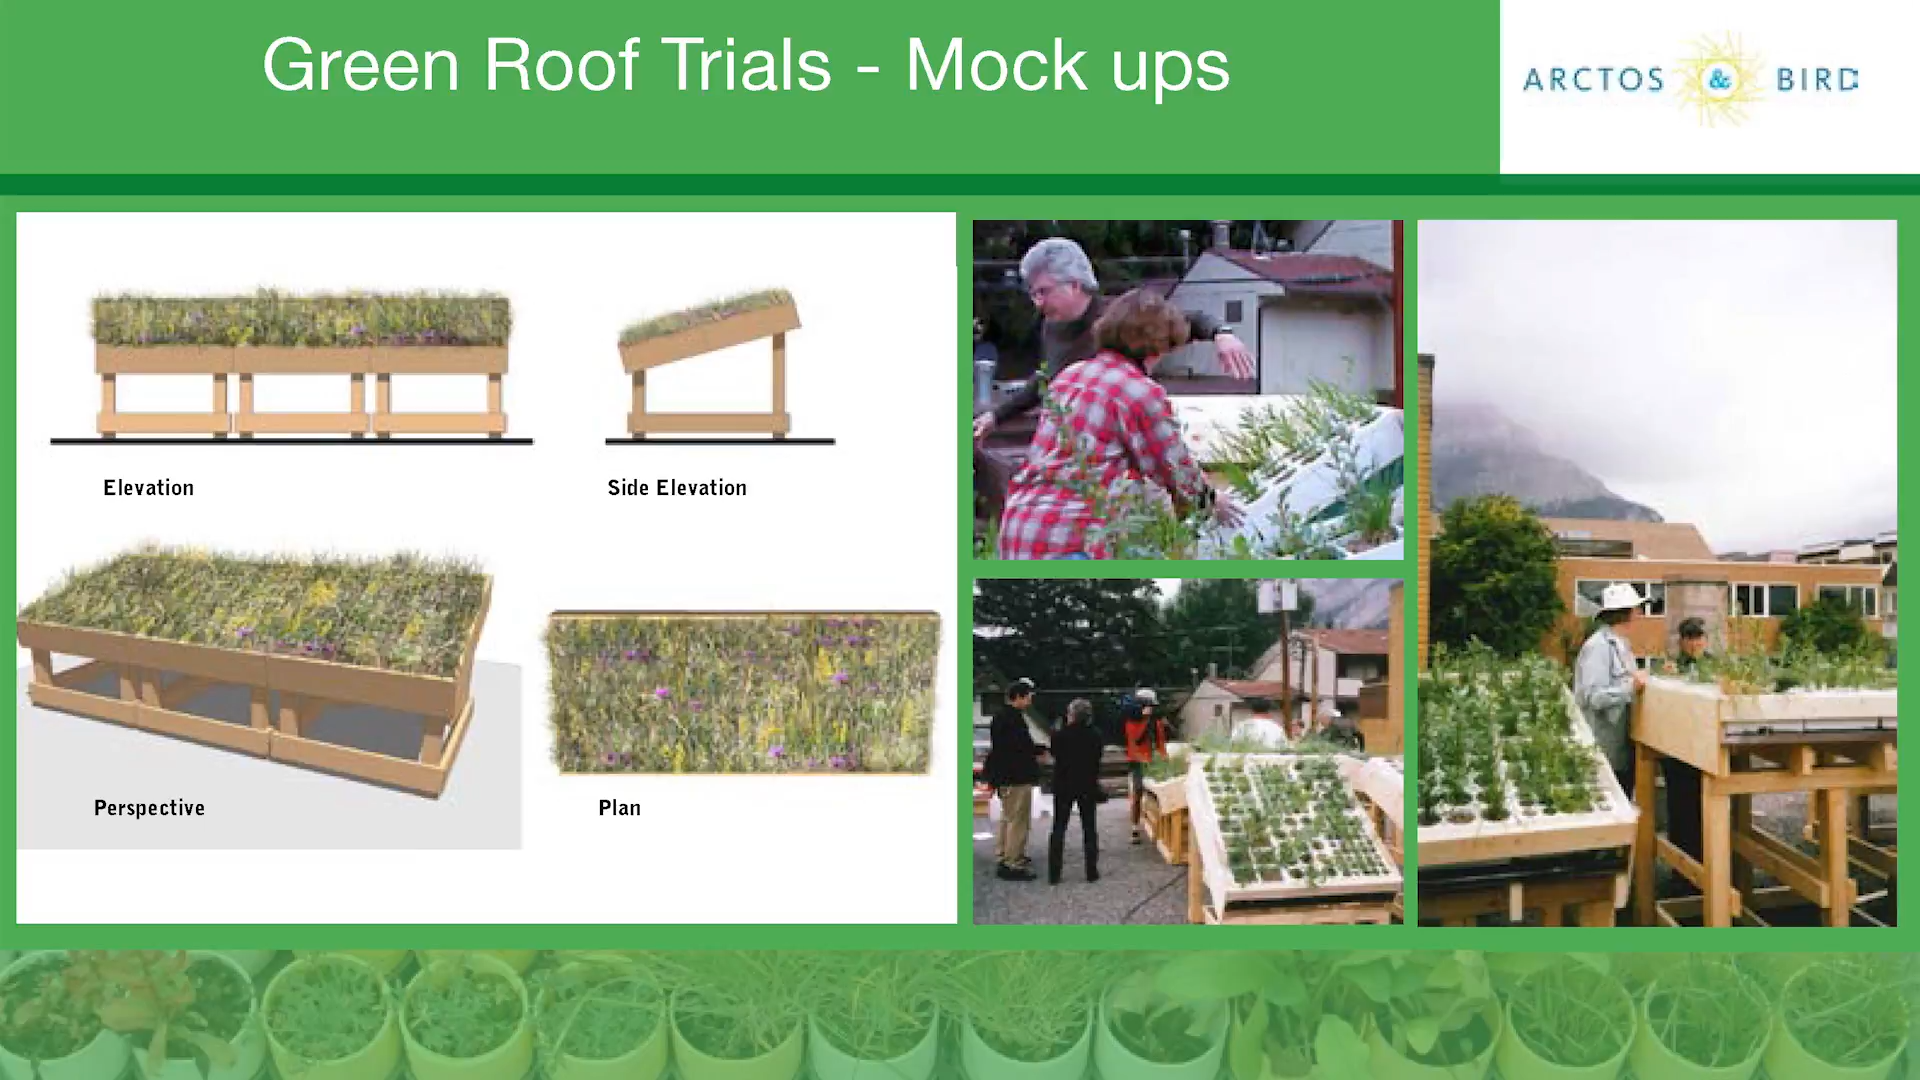 Green Roof Trials - Mock ups
ARCTOS & BIRD
Elevation
Side Elevation
Perspective
Plan